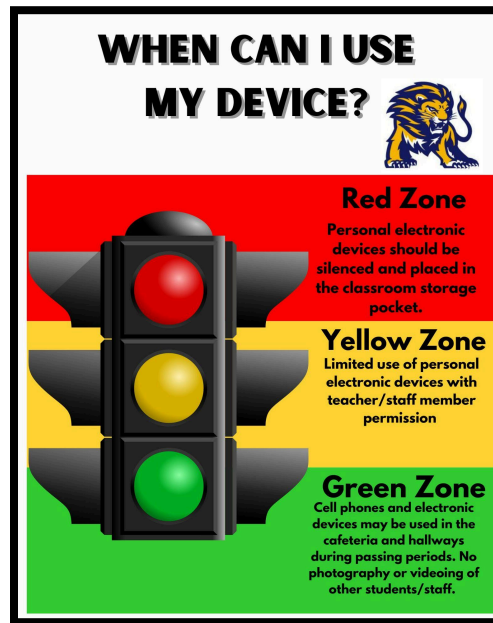 WHEN CAN I USE
MY DEVICE?
Red Zone
Personal electronic
devices should be
silenced and placed in
the classroom storage
pocket.
Yellow Zone
Limited use of personal
electronic devices with
teacher/staff member
permission
Green Zone
Cell phones and electronic
devices may be used in the
cafeteria and hallways
during passing periods. No
photography or videoing of
other students/staff.